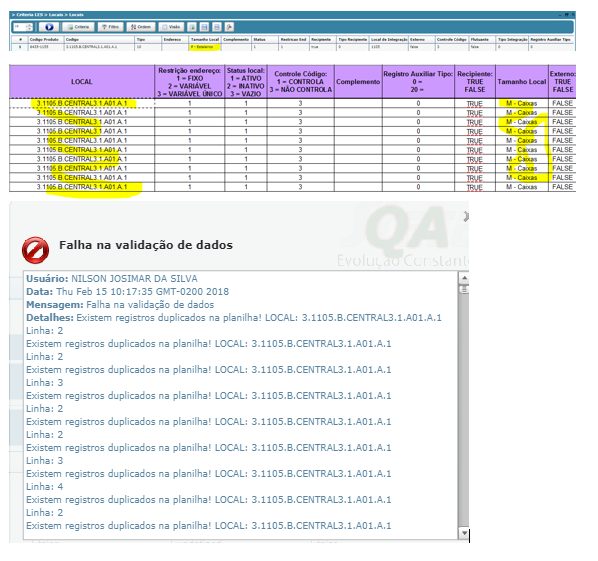 > Criteria LES > Locais > Locais
Criteria
Filtro
Ordem
Visão
# Codigo Produto Codigo Tipo Endereco Tamanho Local Complemento Status Restricao End Recipiente Tipo Recipiente Local de Integração Externo Controle Código Flutuante Tipo Integração Registro Auxiliar Tipo
3.1105.B.CENTRAL3.1.A01.A.1 10 1 1 true 0 1105 false 3 false 0 0
LOCAL Restrição endereço: 1 = FIXO 2 = VARIÁVEL 3 = VARIÁVEL ÚNICO Status local: 1 = ATIVO 2 = INATIVO 3 = VAZIO Controle Código: 1 = CONTROLA 3 = NÃO CONTROLA Complemento Registro Auxiliar Tipo: 0 = 20 = Recipiente: TRUE FALSE Tamanho Local Externo: TRUE FALSE
3.1105.B.CENTRAL3.1.A01.A.1 1 1 3 0 TRUE M - Caixas FALSE
3.1105.B.CENTRAL3.1.A01.A.1 1 1 3 0 TRUE M - Caixas FALSE
3.1105.B.CENTRAL3.1.A01.A.1 1 1 3 0 TRUE M - Caixas FALSE
3.1105.B.CENTRAL3.1.A01.A.1 1 1 3 0 TRUE M - Caixas FALSE
3.1105.B.CENTRAL3.1.A01.A.1 1 1 3 0 TRUE M - Caixas FALSE
3.1105.B.CENTRAL3.1.A01.A.1 1 1 3 0 TRUE M - Caixas FALSE
3.1105.B.CENTRAL3.1.A01.A.1 1 1 3 0 TRUE M - Caixas FALSE
3.1105.B.CENTRAL3.1.A01.A.1 1 1 3 0 TRUE M - Caixas FALSE
3.1105.B.CENTRAL3.1.A01.A.1 1 1 3 0 TRUE M - Caixas FALSE
3.1105.B.CENTRAL3.1.A01.A.1 1 1 3 0 TRUE M - Caixas FALSE
QA
Evolução Constante
Falha na validação de dados
Usuário: NILSON JOSIMAR DA SILVA
Data: Thu Feb 15 10:17:35 GMT-0200 2018
Mensagem: Falha na validação de dados
Detalhes: Existem registros duplicados na planilha! LOCAL: 3.1105.B.CENTRAL3.1.A01.A.1
Linha: 2
Existem registros duplicados na planilha! LOCAL: 3.1105.B.CENTRAL3.1.A01.A.1
Linha: 2
Existem registros duplicados na planilha! LOCAL: 3.1105.B.CENTRAL3.1.A01.A.1
Linha: 3
Existem registros duplicados na planilha! LOCAL: 3.1105.B.CENTRAL3.1.A01.A.1
Linha: 2
Existem registros duplicados na planilha! LOCAL: 3.1105.B.CENTRAL3.1.A01.A.1
Linha: 2
Existem registros duplicados na planilha! LOCAL: 3.1105.B.CENTRAL3.1.A01.A.1
Linha: 3
Existem registros duplicados na planilha! LOCAL: 3.1105.B.CENTRAL3.1.A01.A.1
Linha: 4
Existem registros duplicados na planilha! LOCAL: 3.1105.B.CENTRAL3.1.A01.A.1
Linha: 2
Existem registros duplicados na planilha! LOCAL: 3.1105.B.CENTRAL3.1.A01.A.1